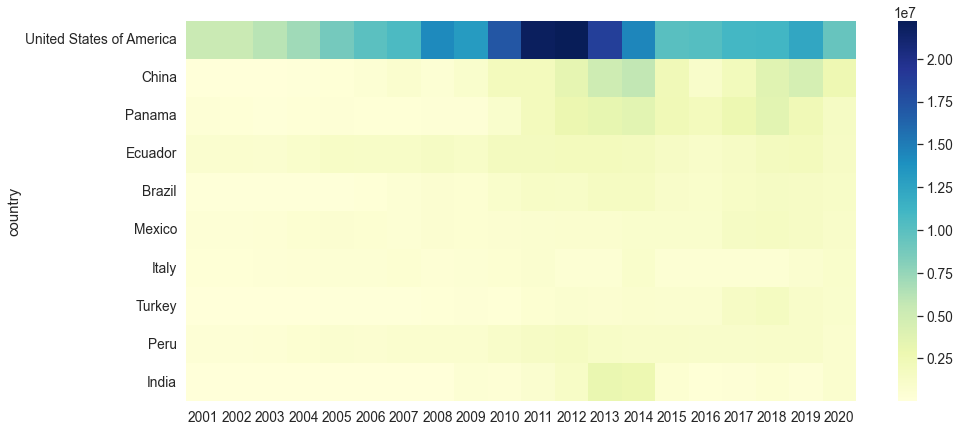 1e7
United States of America
China
Panama
Ecuador
Brazil
Mexico
Italy
Turkey
Peru
India
country
2001 2002 2003 2004 2005 2006 2007 2008 2009 2010 2011 2012 2013 2014 2015 2016 2017 2018 2019 2020
2.00
1.75
1.50
1.25
1.00
0.75
0.50
0.25